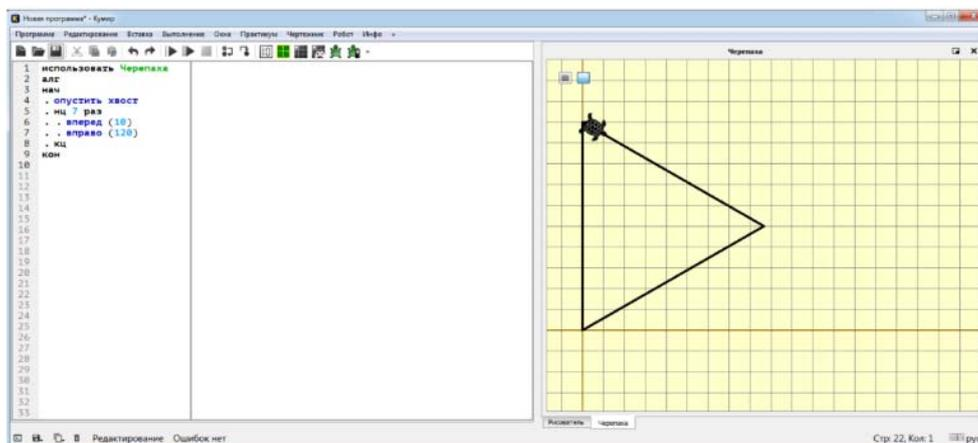 Новая программа* - Кумир
Программа Редактирование Вставка Выполнение Окна Практикум Чертежник Робот Инфо »
1 использовать Черепаха
2 алг
3 нач
4 . опустить хвост
5 . нц 7 раз
6 . . вперед (10)
7 . . вправо (120)
8 . кц
9 кон
10
11
12
13
14
15
16
17
18
19
20
21
22
23
24
25
26
27
28
29
30
31
32
33
Черепаха
Рисователь Черепаха
Редактирование Ошибок нет
Стр: 22, Кол: 1 ру